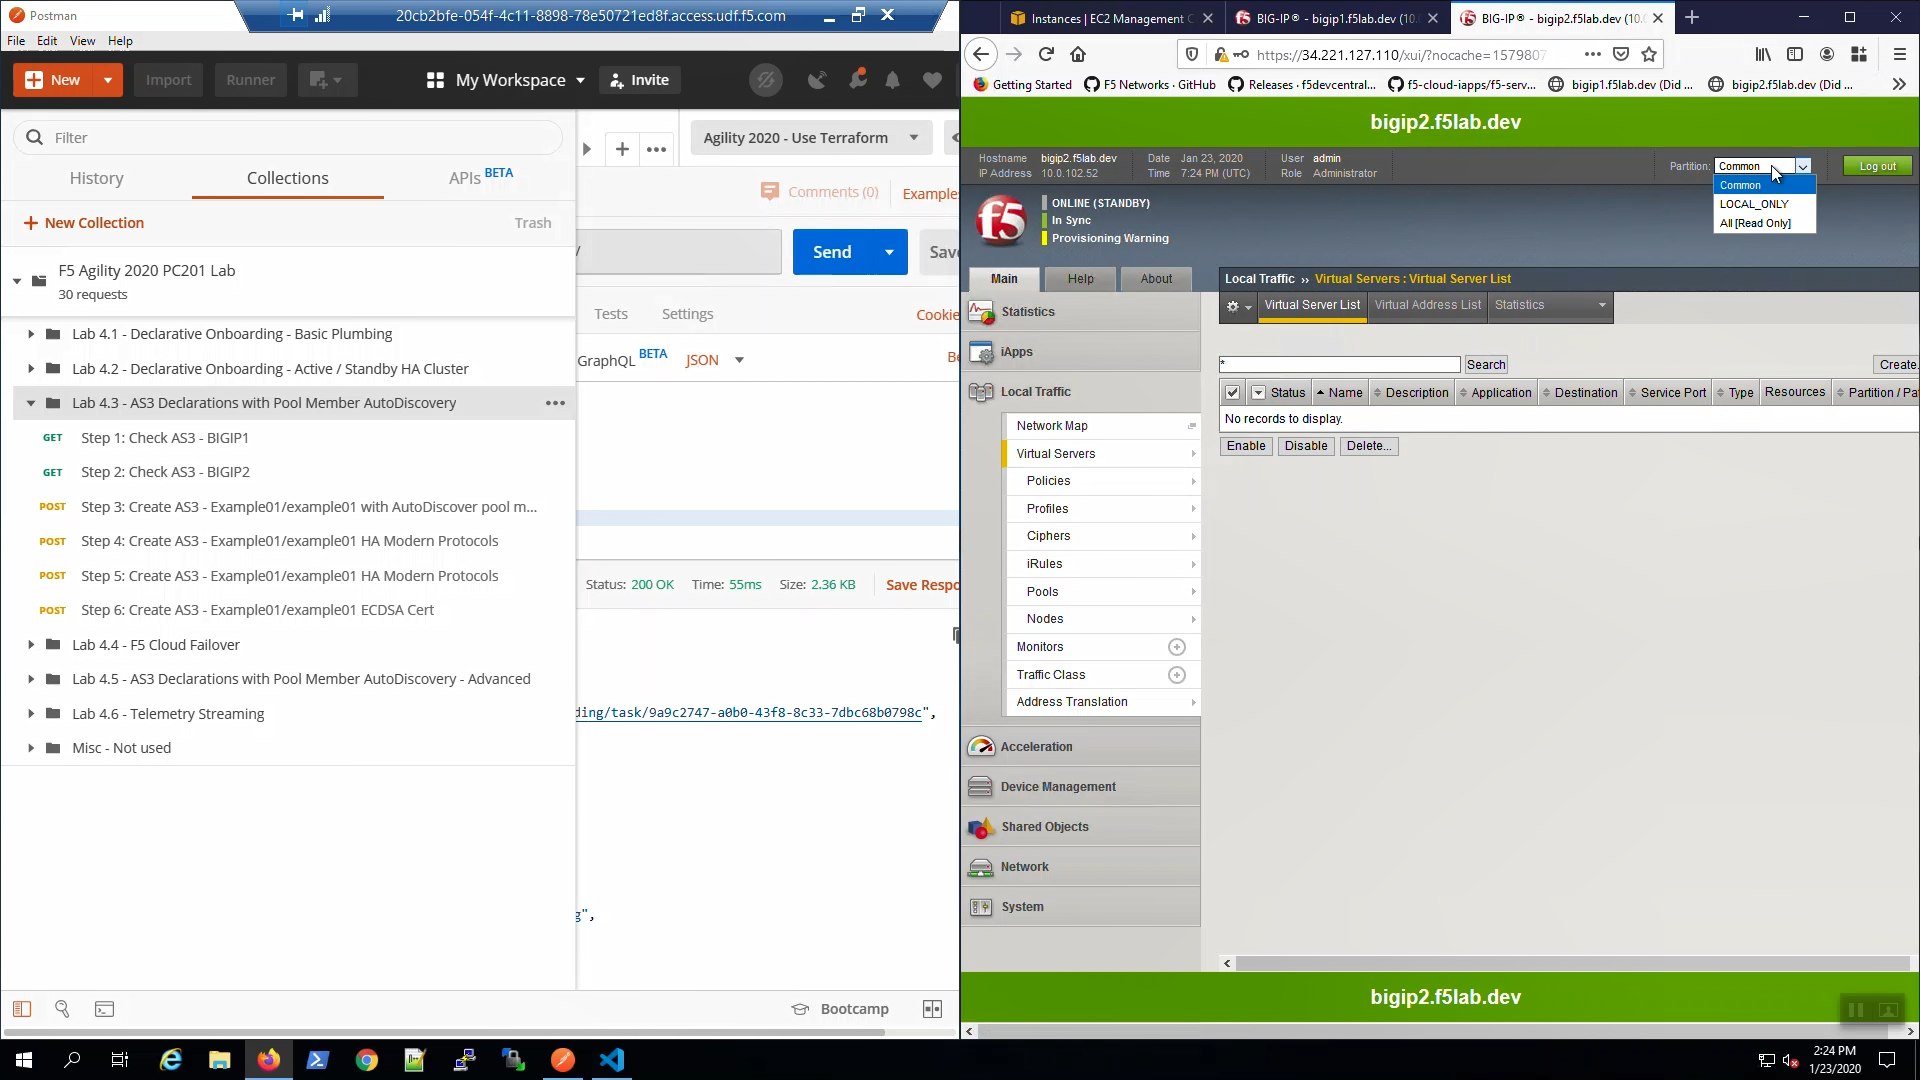 Postman
20cb2bfe-054f-4c11-8898-78e50721ed8f.access.udf.f5.com
File Edit View Help
New Import Runner My Workspace Invite
Filter
History Collections APIs BETA
New Collection Trash
F5 Agility 2020 PC201 Lab
30 requests
Lab 4.1 - Declarative Onboarding - Basic Plumbing
Lab 4.2 - Declarative Onboarding - Active / Standby HA Cluster
Lab 4.3 - AS3 Declarations with Pool Member AutoDiscovery
GET Step 1: Check AS3 - BIGIP1
GET Step 2: Check AS3 - BIGIP2
POST Step 3: Create AS3 - Example01/example01 with AutoDiscover pool m...
POST Step 4: Create AS3 - Example01/example01 HA Modern Protocols
POST Step 5: Create AS3 - Example01/example01 HA Modern Protocols
POST Step 6: Create AS3 - Example01/example01 ECDSA Cert
Lab 4.4 - F5 Cloud Failover
Lab 4.5 - AS3 Declarations with Pool Member AutoDiscovery - Advanced
Lab 4.6 - Telemetry Streaming
Misc - Not used
Agility 2020 - Use Terraform
Comments (0) Examples
/ Send Sav
Tests Settings Cookie
GraphQL BETA JSON Be
Status: 200 OK Time: 55ms Size: 2.36 KB Save Respo
ding/task/9a9c2747-a0b0-43f8-8c33-7dbc68b0798c",
g",
Bootcamp
Instances | EC2 Management C
BIG-IP® - bigip1.f5lab.dev (10.
BIG-IP® - bigip2.f5lab.dev (10.
https://34.221.127.110/xui/?nocache=1579807
Getting Started F5 Networks · GitHub Releases · f5devcentral... f5-cloud-iapps/f5-serv... bigip1.f5lab.dev (Did ... bigip2.f5lab.dev (Did ...
bigip2.f5lab.dev
Hostname bigip2.f5lab.dev Date Jan 23, 2020 User admin
IP Address 10.0.102.52 Time 7:24 PM (UTC) Role Administrator
Partition: Common Log out
Common
LOCAL_ONLY
All [Read Only]
f5
ONLINE (STANDBY)
In Sync
Provisioning Warning
Main Help About
Local Traffic ›› Virtual Servers : Virtual Server List
Virtual Server List Virtual Address List Statistics
Statistics
iApps
Local Traffic
Network Map
Virtual Servers
Policies
Profiles
Ciphers
iRules
Pools
Nodes
Monitors
Traffic Class
Address Translation
Acceleration
Device Management
Shared Objects
Network
System
* Search Create.
Status Name Description Application Destination Service Port Type Resources Partition / Pa
No records to display.
Enable Disable Delete...
bigip2.f5lab.dev
2:24 PM
1/23/2020